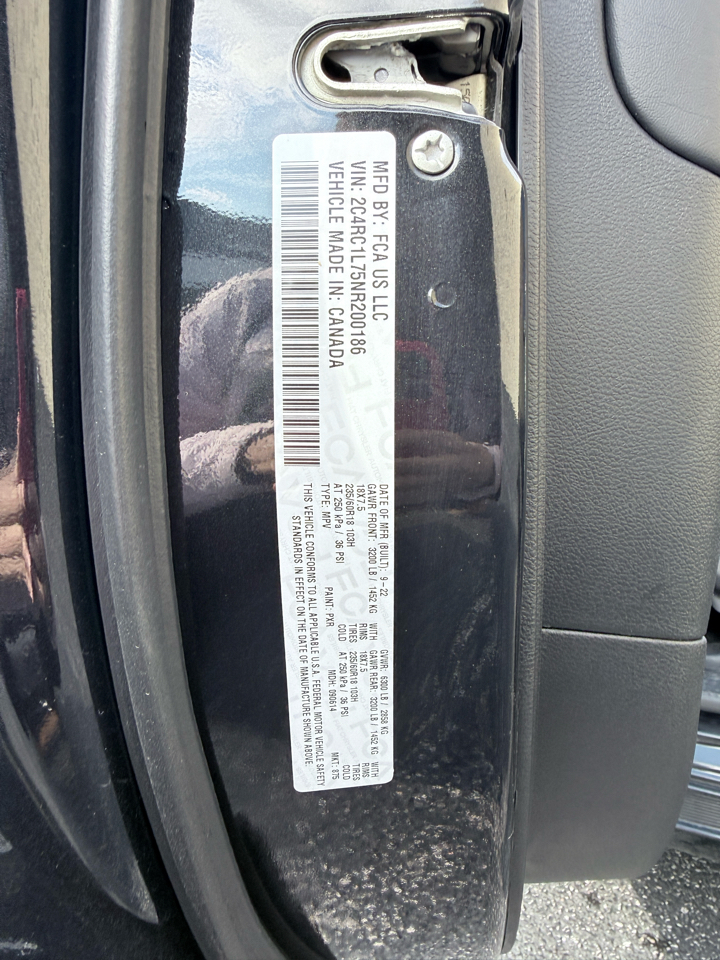 MFD BY: FCA US LLC
VIN: 2C4RC1L75NR200186
VEHICLE MADE IN: CANADA
DATE OF MFR (BUILT): 9-22 GVWR: 6300 LB / 2858 KG
GAWR FRONT: 3200 LB / 1452 KG WITH GAWR REAR: 3200 LB / 1452 KG WITH
18X7.5 RIMS 18X7.5 RIMS
235/60R18 103H TIRES 235/60R18 103H TIRES
AT 250 kPa / 36 PSI COLD AT 250 kPa / 36 PSI COLD
TYPE: MPV PAINT: PXR MDH: 090614 MKT: 875
THIS VEHICLE CONFORMS TO ALL APPLICABLE U.S.A. FEDERAL MOTOR VEHICLE SAFETY
STANDARDS IN EFFECT ON THE DATE OF MANUFACTURE SHOWN ABOVE.